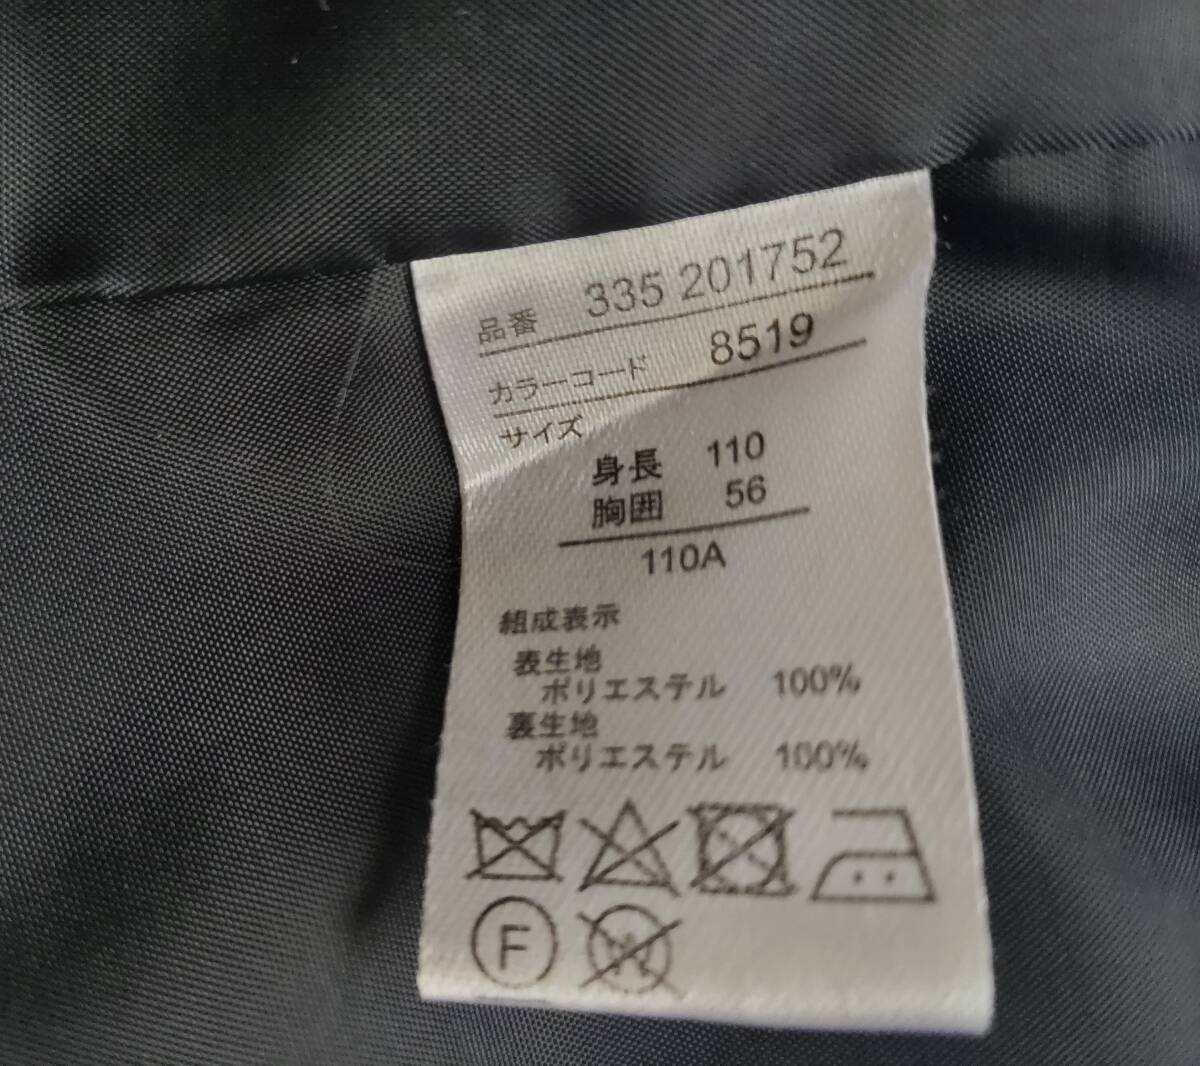 品番 335 201752
カラーコード 8519
サイズ
身長 110
胸囲 56
110A
組成表示
表生地
ポリエステル 100%
裏生地
ポリエステル 100%
F W